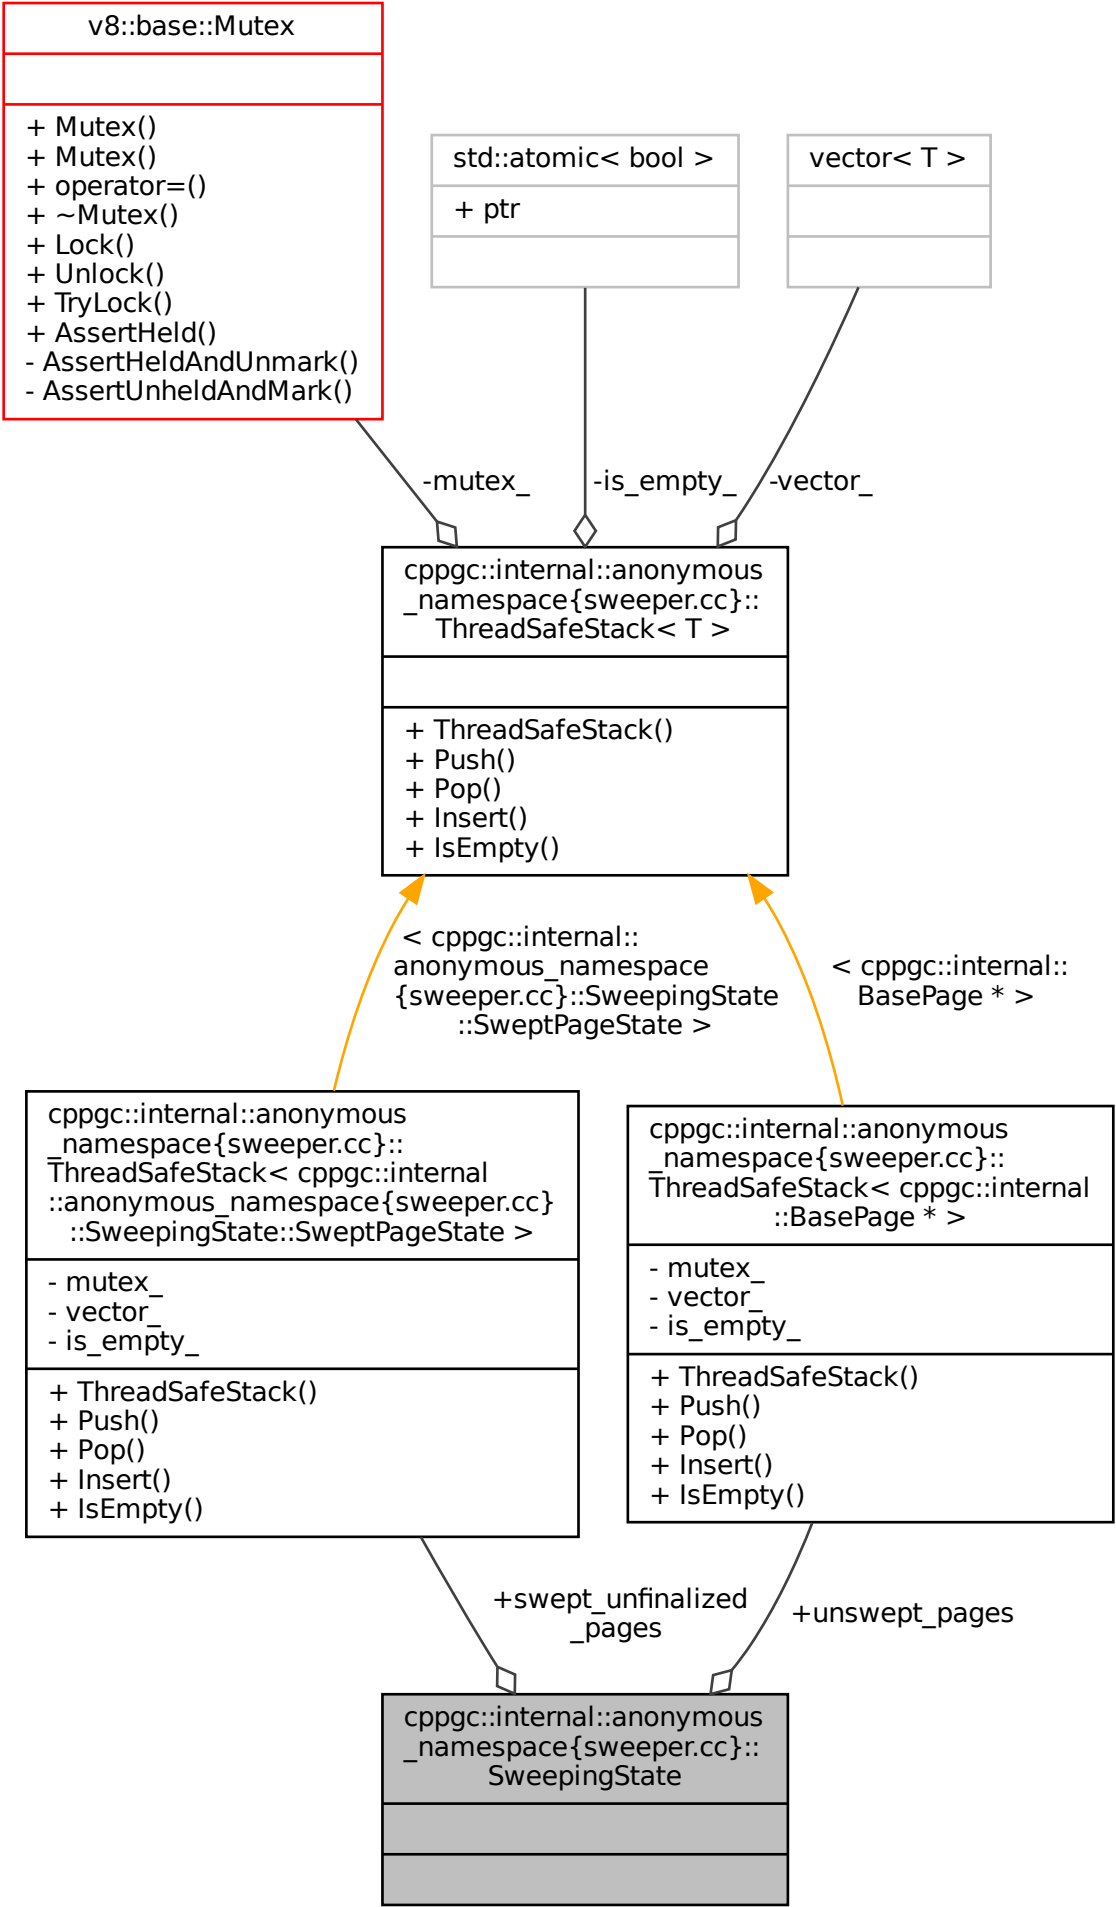 v8::base::Mutex
+ Mutex()
+ Mutex()
+ operator=()
+ ~Mutex()
+ Lock()
+ Unlock()
+ TryLock()
+ AssertHeld()
- AssertHeldAndUnmark()
- AssertUnheldAndMark()
std::atomic< bool >
+ ptr
vector< T >
-mutex_
-is_empty_
-vector_
cppgc::internal::anonymous
_namespace{sweeper.cc}::
ThreadSafeStack< T >
+ ThreadSafeStack()
+ Push()
+ Pop()
+ Insert()
+ IsEmpty()
< cppgc::internal::
anonymous_namespace
{sweeper.cc}::SweepingState
::SweptPageState >
< cppgc::internal::
BasePage * >
cppgc::internal::anonymous
_namespace{sweeper.cc}::
ThreadSafeStack< cppgc::internal
::anonymous_namespace{sweeper.cc}
::SweepingState::SweptPageState >
- mutex_
- vector_
- is_empty_
+ ThreadSafeStack()
+ Push()
+ Pop()
+ Insert()
+ IsEmpty()
cppgc::internal::anonymous
_namespace{sweeper.cc}::
ThreadSafeStack< cppgc::internal
::BasePage * >
- mutex_
- vector_
- is_empty_
+ ThreadSafeStack()
+ Push()
+ Pop()
+ Insert()
+ IsEmpty()
+swept_unfinalized
_pages
+unswept_pages
cppgc::internal::anonymous
_namespace{sweeper.cc}::
SweepingState